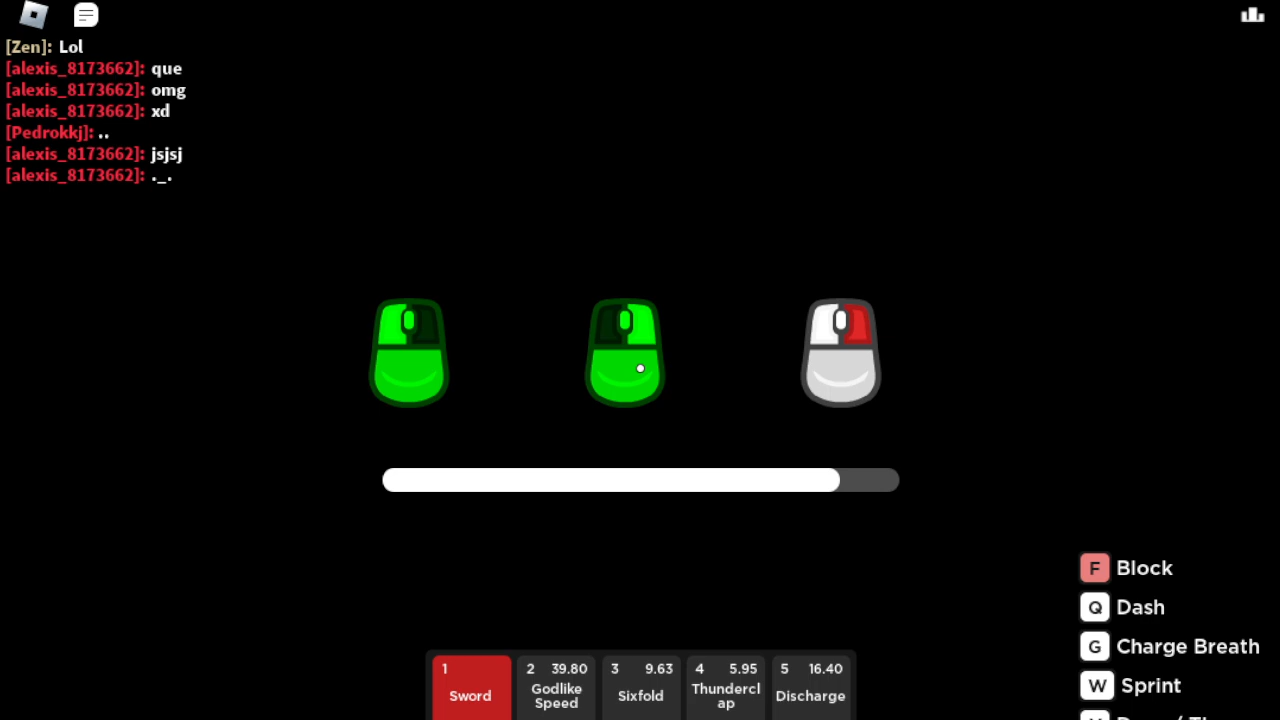 [Zen]: Lol
[alexis_8173662]: que
[alexis_8173662]: omg
[alexis_8173662]: xd
[Pedrokkj]: ..
[alexis_8173662]: jsjsj
[alexis_8173662]: ._.
F Block
Q Dash
G Charge Breath
W Sprint
1 Sword
2 39.80 Godlike
Speed
3 9.63 Sixfold
4 5.95 Thundercl
ap
5 16.40 Discharge